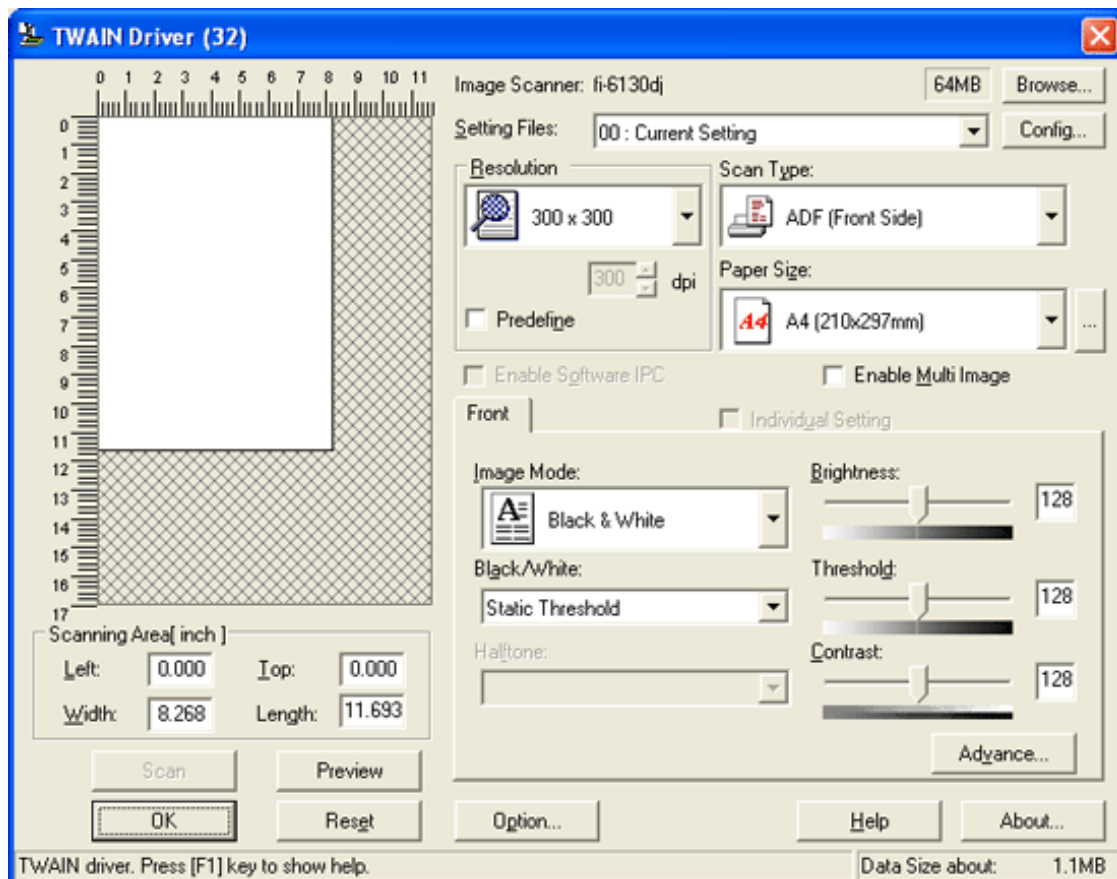 TWAIN Driver (32)
0 1 2 3 4 5 6 7 8 9 10 11
0
1
2
3
4
5
6
7
8
9
10
11
12
13
14
15
16
17
Scanning Area[ inch ]
Left: 0.000 Top: 0.000
Width: 8.268 Length: 11.693
Scan Preview
OK Reset
Image Scanner: fi-6130dj 64MB Browse...
Setting Files: 00 : Current Setting Config...
Resolution
300 x 300
300 dpi
Predefine
Scan Type:
ADF (Front Side)
Paper Size:
A4 A4 (210x297mm) ...
Enable Software IPC Enable Multi Image
Front Individual Setting
Image Mode:
A Black & White
Black/White:
Static Threshold
Halftone:
Brightness:
128
Threshold:
128
Contrast:
128
Advance...
Option... Help About...
TWAIN driver. Press [F1] key to show help. Data Size about: 1.1MB